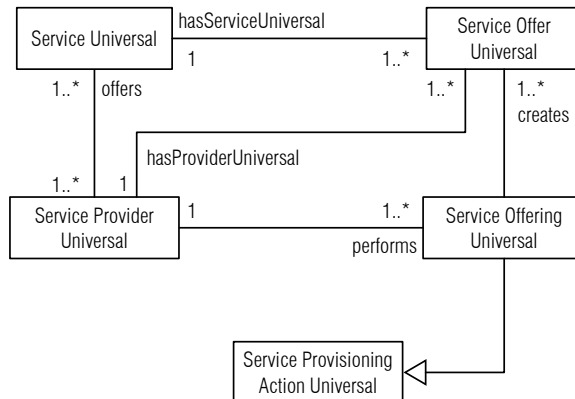 hasServiceUniversal
Service Universal
Service Offer
Universal
1
1..*
1..*
offers
1..*
1..*
creates
hasProviderUniversal
1..*
1
Service Provider
Universal
1
1..*
Service Offering
Universal
performs
Service Provisioning
Action Universal